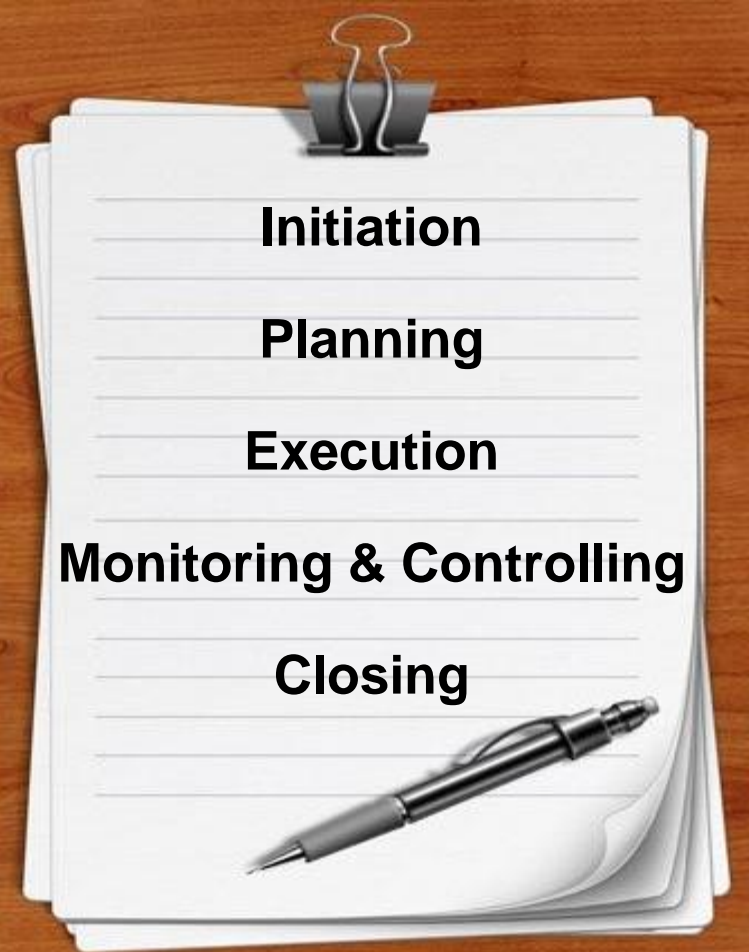 Initiation
Planning
Execution
Monitoring & Controlling
Closing